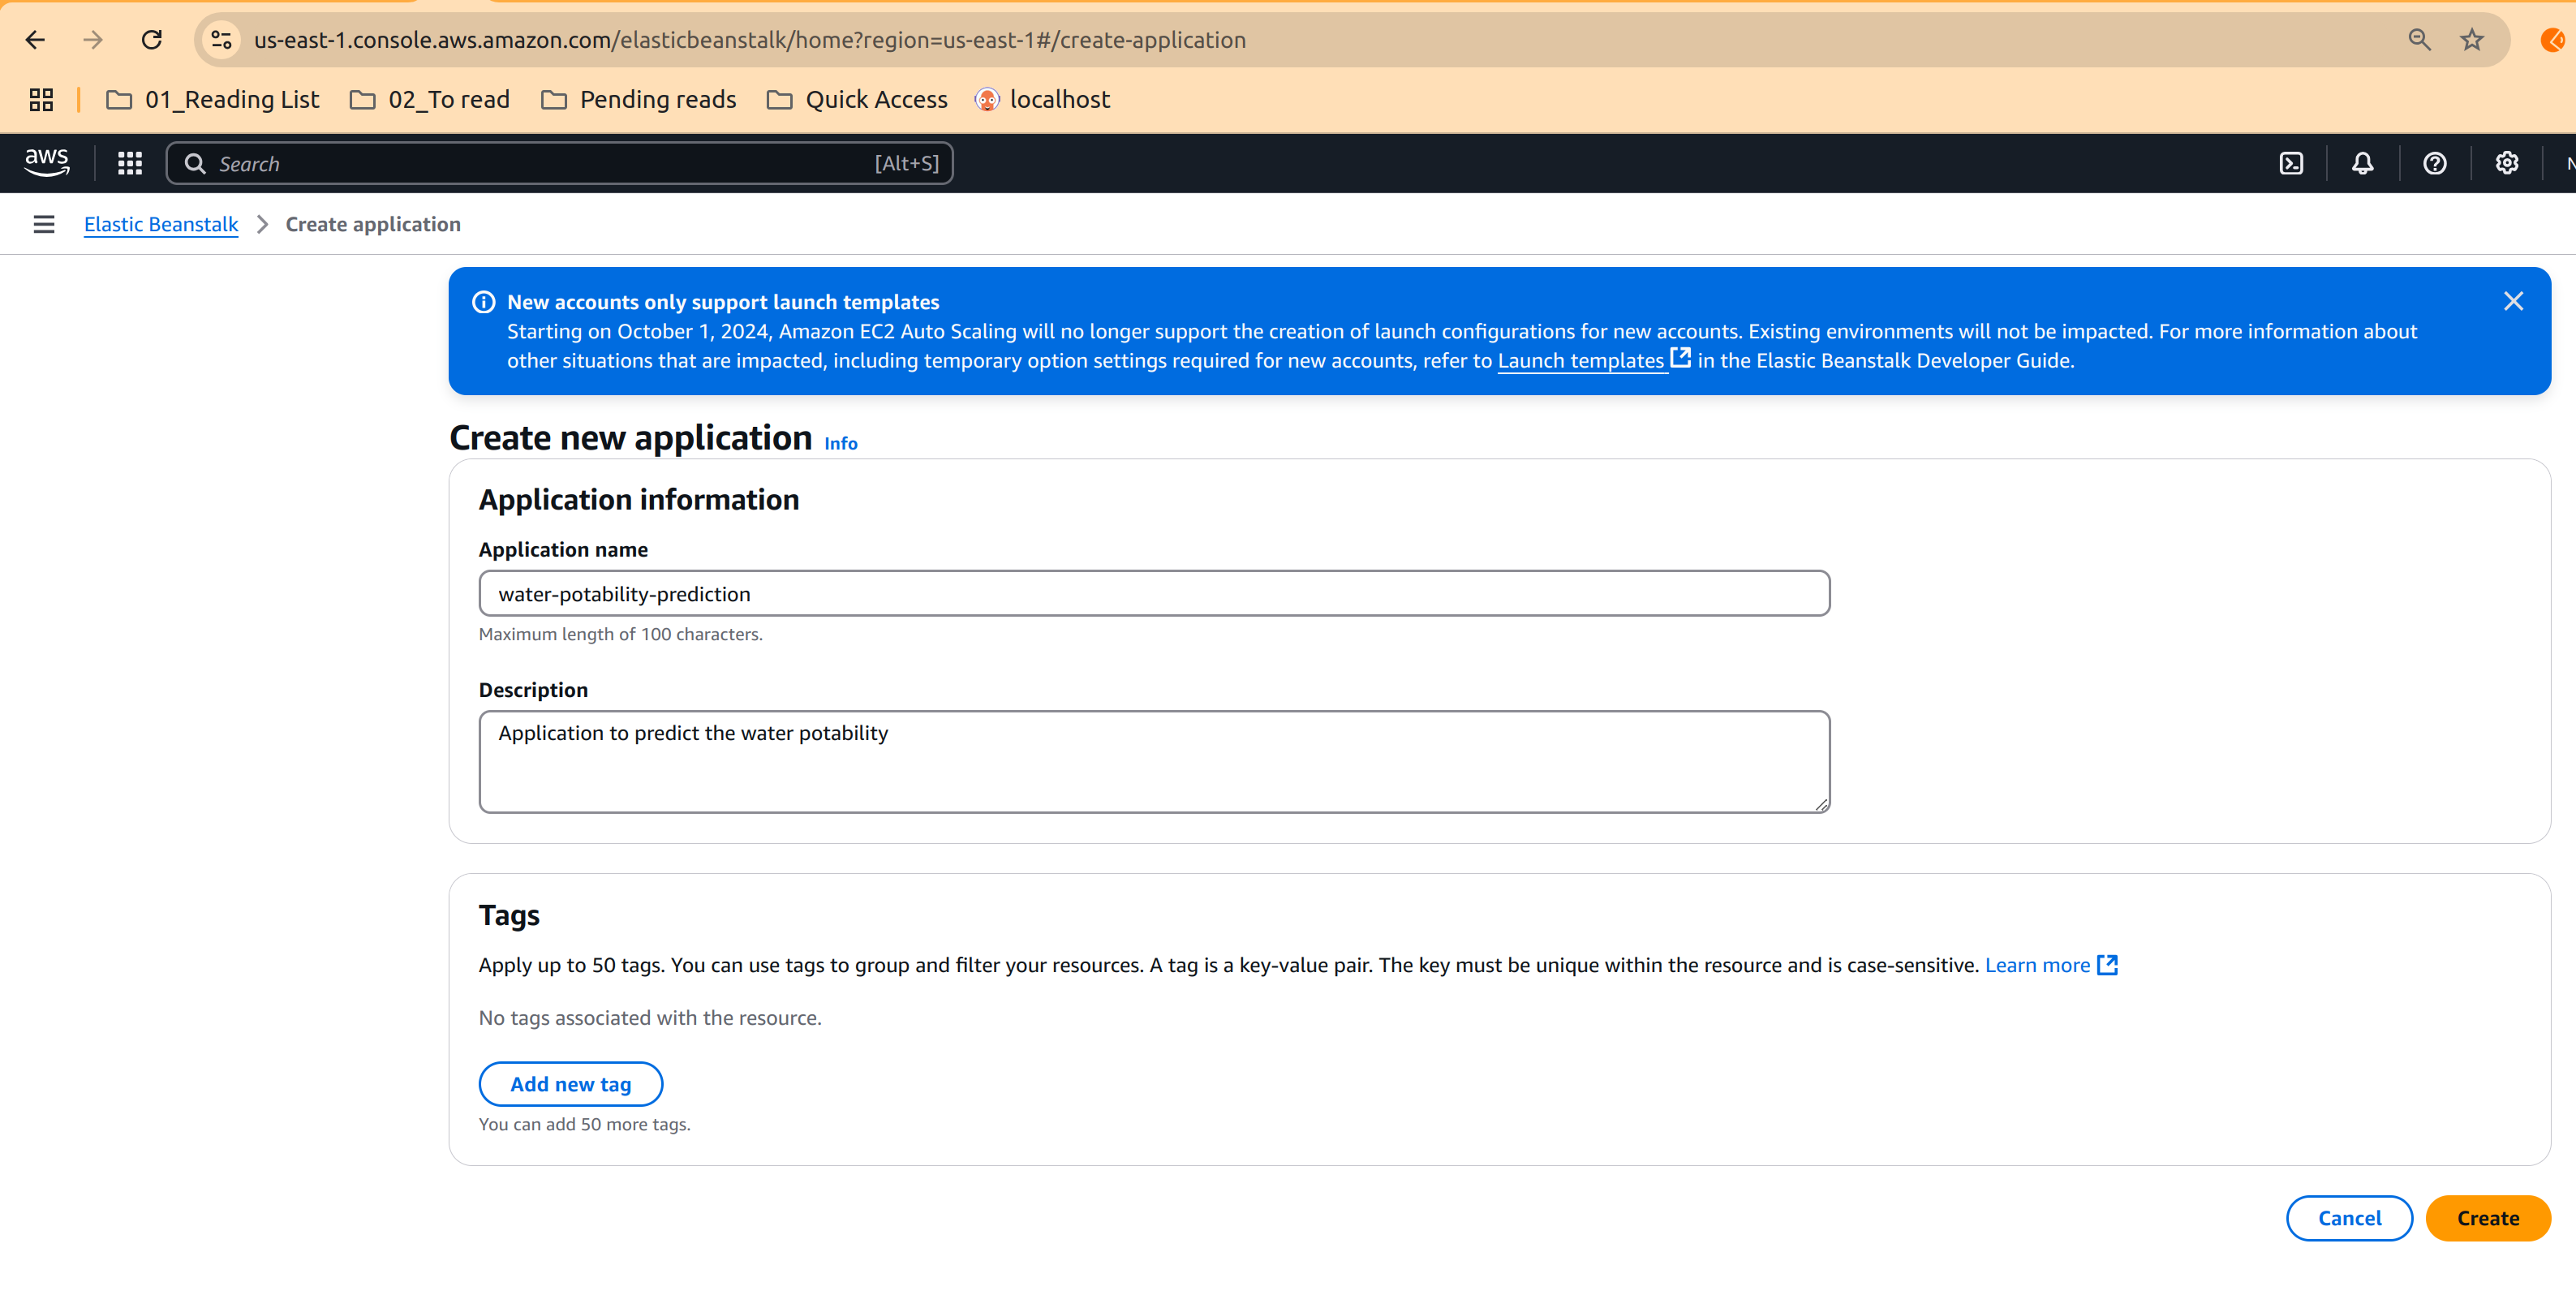 us-east-1.console.aws.amazon.com/elasticbeanstalk/home?region=us-east-1#/create-application
01_Reading List 02_To read Pending reads Quick Access localhost
aws Search [Alt+S]
Elastic Beanstalk > Create application
New accounts only support launch templates
Starting on October 1, 2024, Amazon EC2 Auto Scaling will no longer support the creation of launch configurations for new accounts. Existing environments will not be impacted. For more information about
other situations that are impacted, including temporary option settings required for new accounts, refer to Launch templates in the Elastic Beanstalk Developer Guide.
Create new application Info
Application information
Application name
water-potability-prediction
Maximum length of 100 characters.
Description
Application to predict the water potability
Tags
Apply up to 50 tags. You can use tags to group and filter your resources. A tag is a key-value pair. The key must be unique within the resource and is case-sensitive. Learn more
No tags associated with the resource.
Add new tag
You can add 50 more tags.
Cancel Create